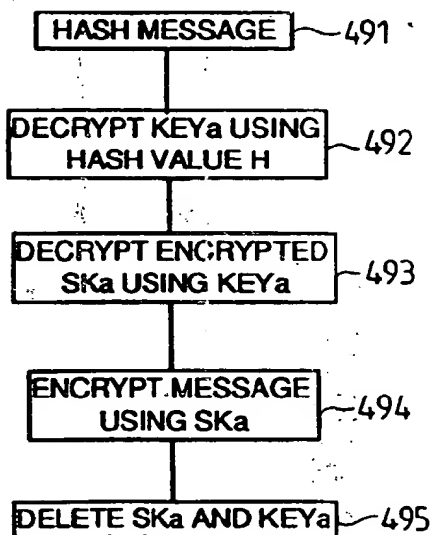 HASH MESSAGE 491
DECRYPT KEYa USING
HASH VALUE H 492
DECRYPT ENCRYPTED
SKa USING KEYa 493
ENCRYPT MESSAGE
USING SKa 494
DELETE SKa AND KEYa 495